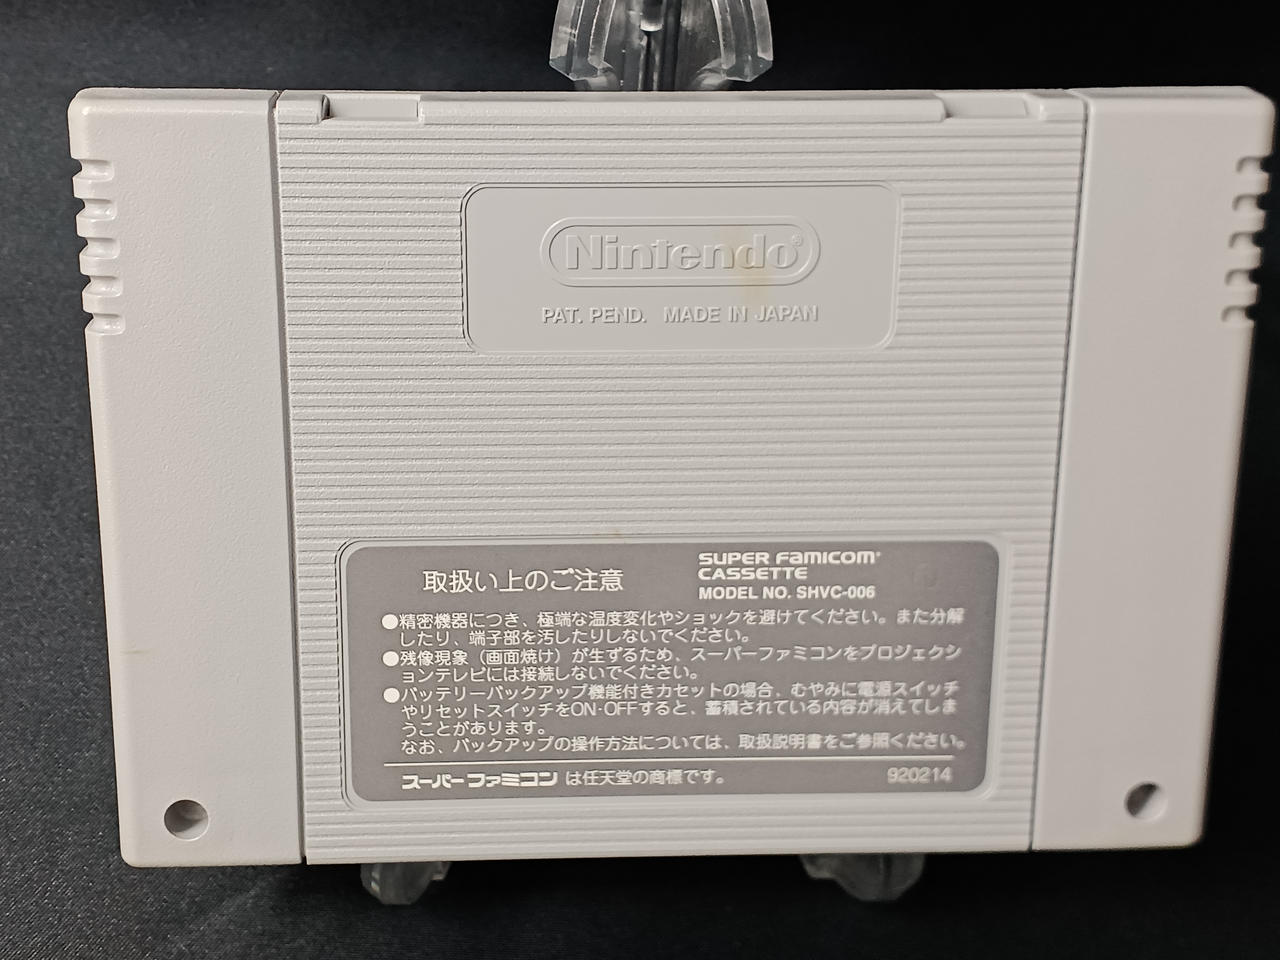 Nintendo®
PAT. PEND. MADE IN JAPAN
取扱い上のご注意
SUPER FAMICOM
CASSETTE
MODEL NO. SHVC-006
●精密機器につき、極端な温度変化やショックを避けてください。また分解
したり、端子部を汚したりしないでください。
●残像現象（画面焼け）が生ずるため、スーパーファミコンをプロジェクシ
ョンテレビには接続しないでください。
●バッテリーバックアップ機能付きカセットの場合、むやみに電源スイッチ
やリセットスイッチをON・OFFすると、蓄積されている内容が消えてしま
うことがあります。
なお、バックアップの操作方法については、取扱説明書をご参照ください。
スーパーファミコン は任天堂の商標です。
920214